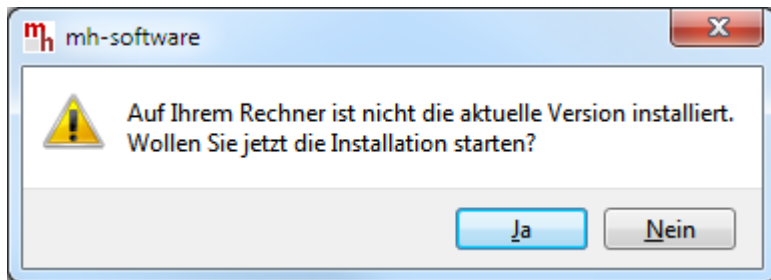 mh mh-software
Auf Ihrem Rechner ist nicht die aktuelle Version installiert.
Wollen Sie jetzt die Installation starten?
Ja Nein